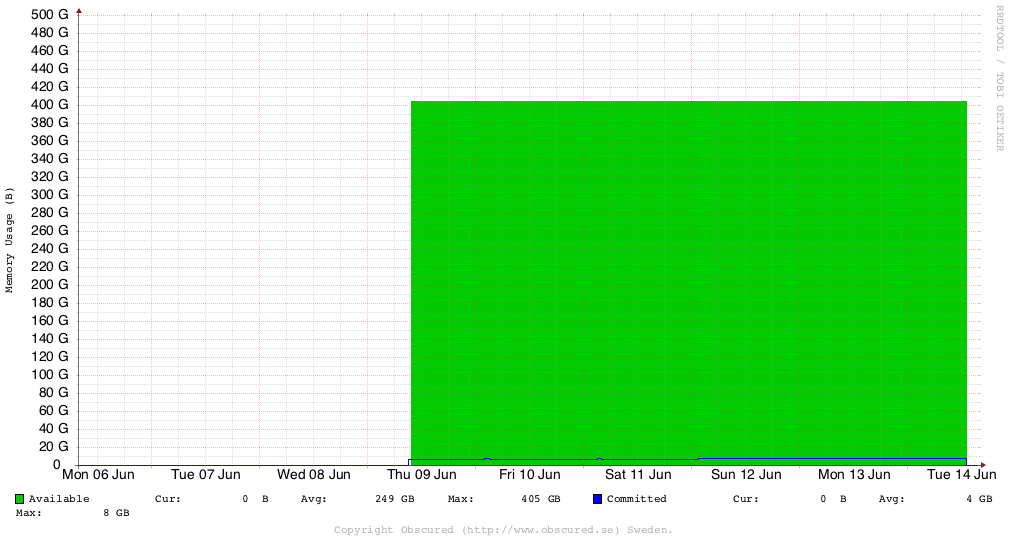 500 G
480 G
460 G
440 G
420 G
400 G
380 G
360 G
340 G
320 G
300 G
280 G
260 G
240 G
220 G
200 G
180 G
160 G
140 G
120 G
100 G
80 G
60 G
40 G
20 G
0
Memory Usage (B)
RRDTOOL / TOBI OETIKER
Mon 06 Jun Tue 07 Jun Wed 08 Jun Thu 09 Jun Fri 10 Jun Sat 11 Jun Sun 12 Jun Mon 13 Jun Tue 14 Jun
Available Cur: 0 B Avg: 249 GB Max: 405 GB Committed Cur: 0 B Avg: 4 GB
Max: 8 GB
Copyright Obscured (http://www.obscured.se) Sweden.